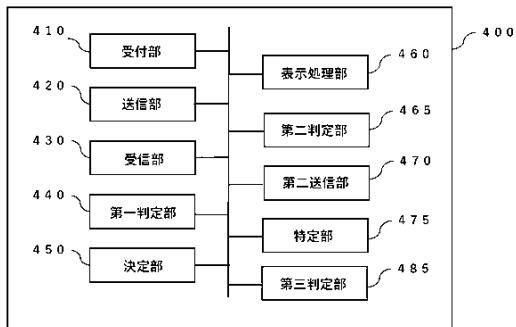 400
410
受付部
420
送信部
430
受信部
440
第一判定部
450
決定部
460
表示処理部
465
第二判定部
470
第二送信部
475
特定部
485
第三判定部